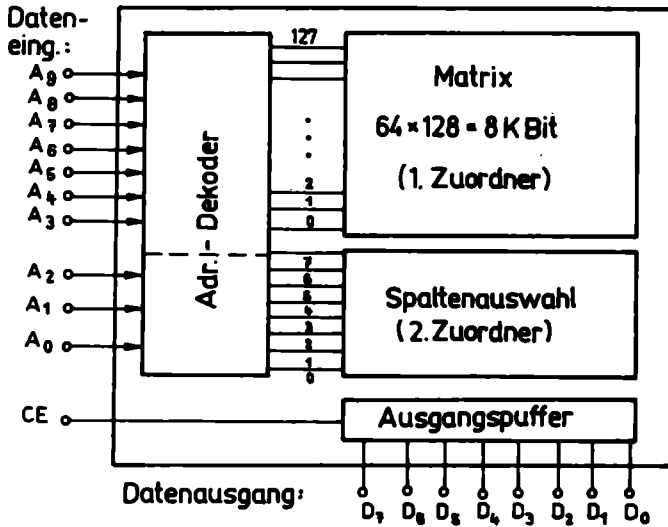 Daten-
eing.:
A9
A8
A7
A6
A5
A4
A3
A2
A1
A0
CE
Adr.- Dekoder
127
2
1
0
7
6
5
4
3
2
1
0
Matrix
64 × 128 = 8 K Bit
(1. Zuordner)
Spaltenauswahl
(2. Zuordner)
Ausgangspuffer
Datenausgang:
D7 D6 D5 D4 D3 D2 D1 D0